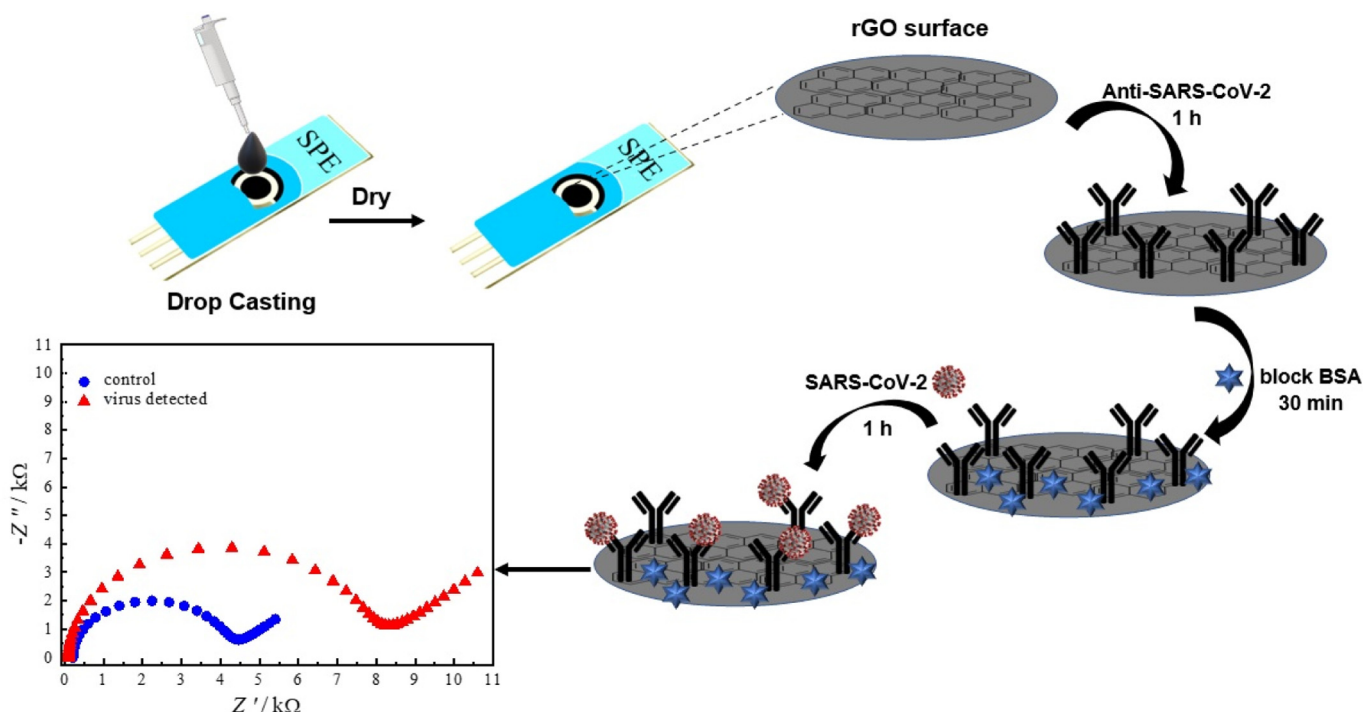 rGO surface
Anti-SARS-CoV-2
1 h
SPE
Dry
SPE
Drop Casting
block BSA
30 min
SARS-CoV-2
1 h
11
10
9
8
7
6
5
4
3
2
1
0
-Z ″ / kΩ
control
virus detected
0 1 2 3 4 5 6 7 8 9 10 11
Z ′ / kΩ